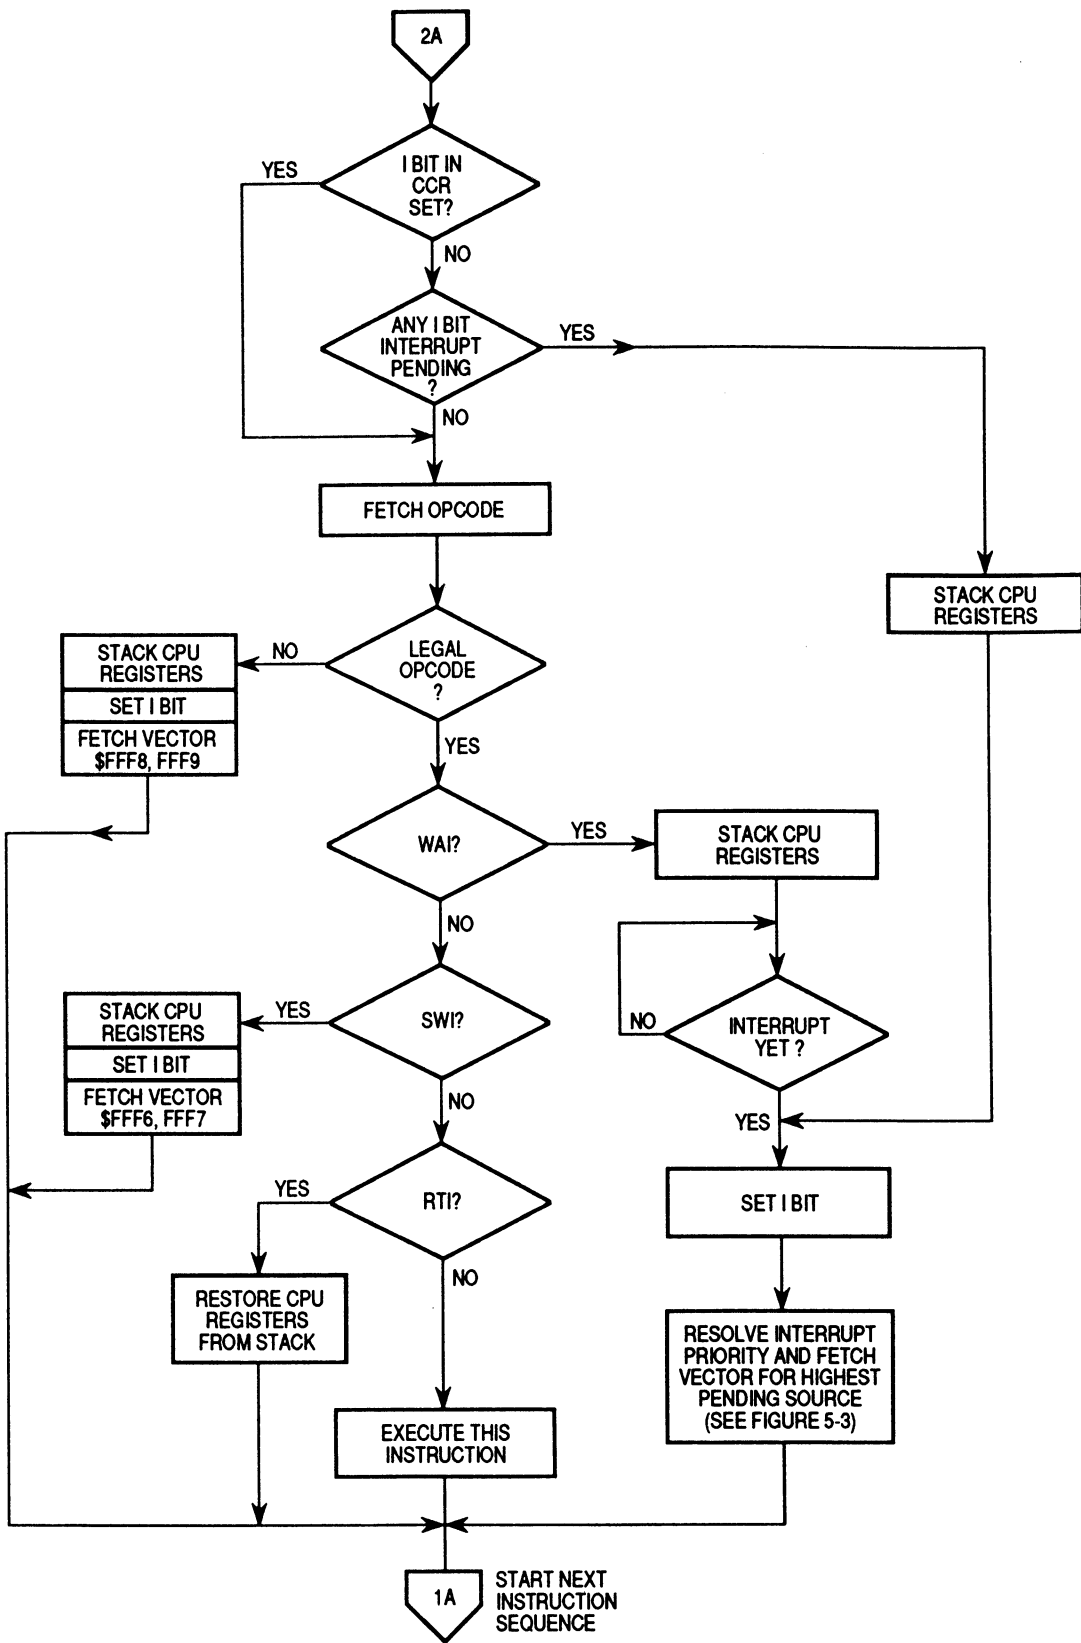 2A
I BIT IN
CCR
SET?
YES
NO
ANY I BIT
INTERRUPT
PENDING
?
YES
NO
FETCH OPCODE
STACK CPU
REGISTERS
LEGAL
OPCODE
?
NO
STACK CPU
REGISTERS
SET I BIT
FETCH VECTOR
$FFF8, FFF9
YES
WAI?
YES
STACK CPU
REGISTERS
NO
INTERRUPT
YET ?
NO
YES
SWI?
YES
STACK CPU
REGISTERS
SET I BIT
FETCH VECTOR
$FFF6, FFF7
NO
SET I BIT
RTI?
YES
NO
RESTORE CPU
REGISTERS
FROM STACK
RESOLVE INTERRUPT
PRIORITY AND FETCH
VECTOR FOR HIGHEST
PENDING SOURCE
(SEE FIGURE 5-3)
EXECUTE THIS
INSTRUCTION
1A
START NEXT
INSTRUCTION
SEQUENCE